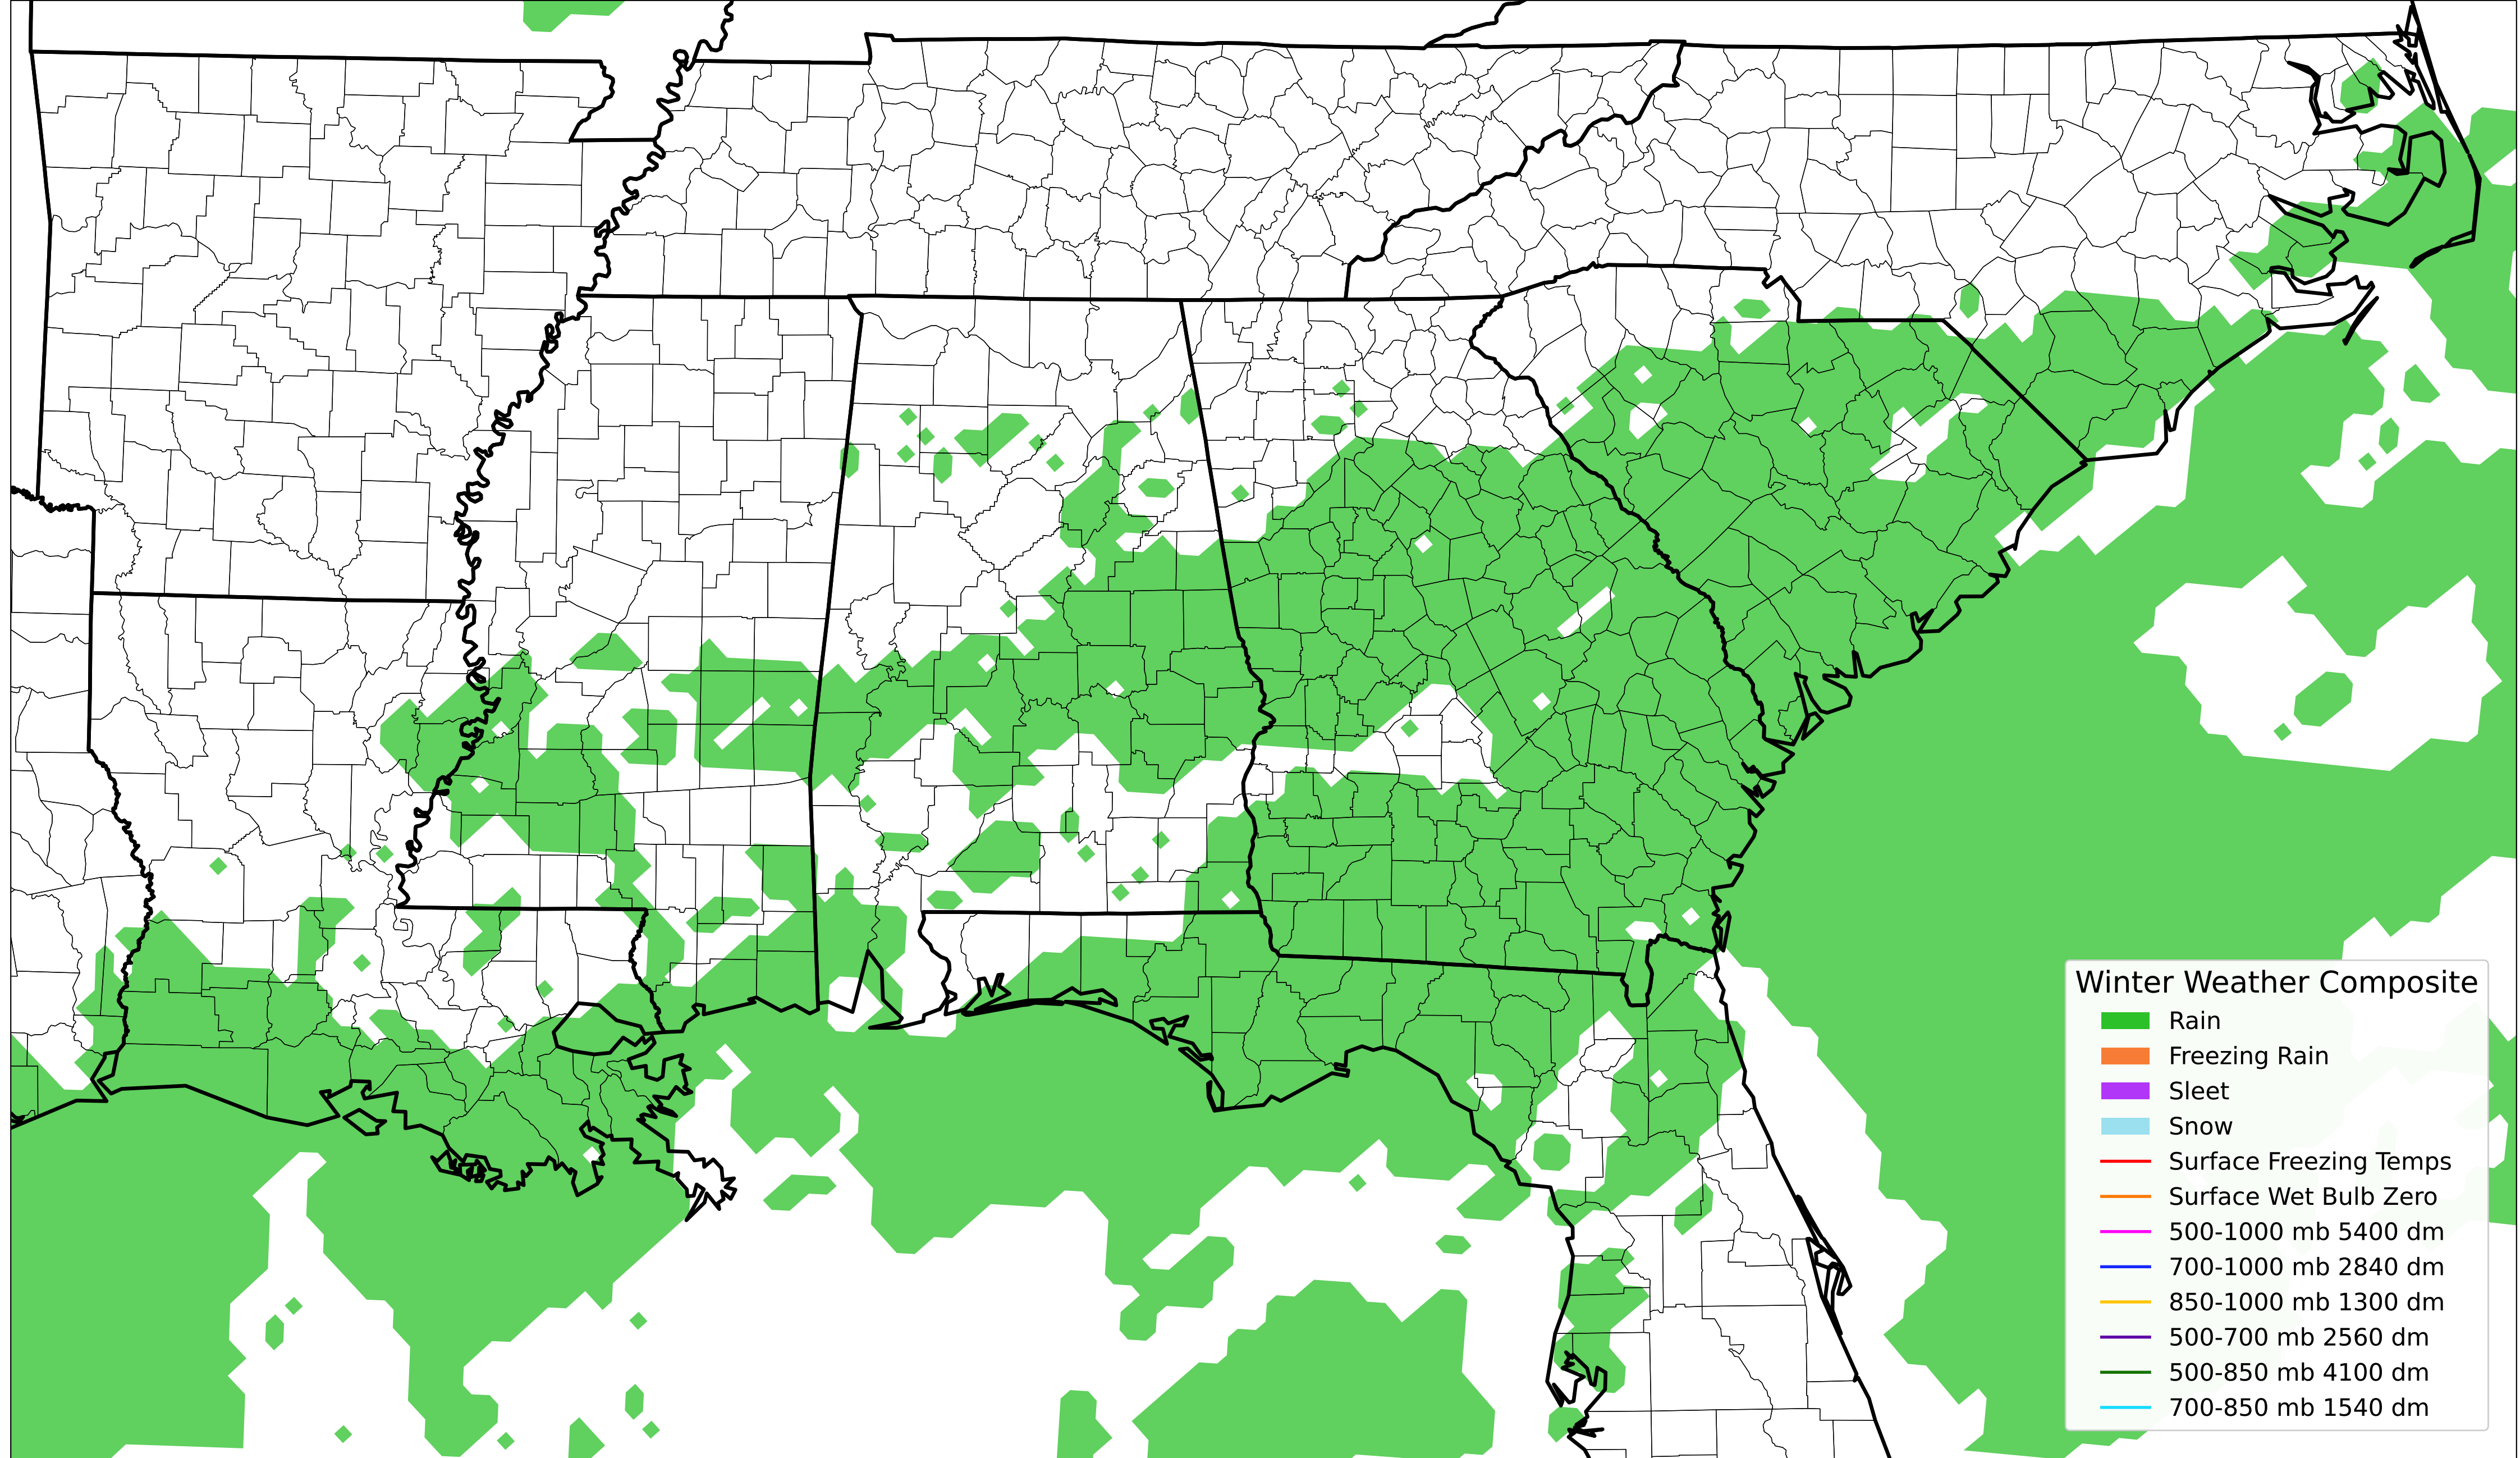 Winter Weather Composite
Rain
Freezing Rain
Sleet
Snow
Surface Freezing Temps
Surface Wet Bulb Zero
500-1000 mb 5400 dm
700-1000 mb 2840 dm
850-1000 mb 1300 dm
500-700 mb 2560 dm
500-850 mb 4100 dm
700-850 mb 1540 dm